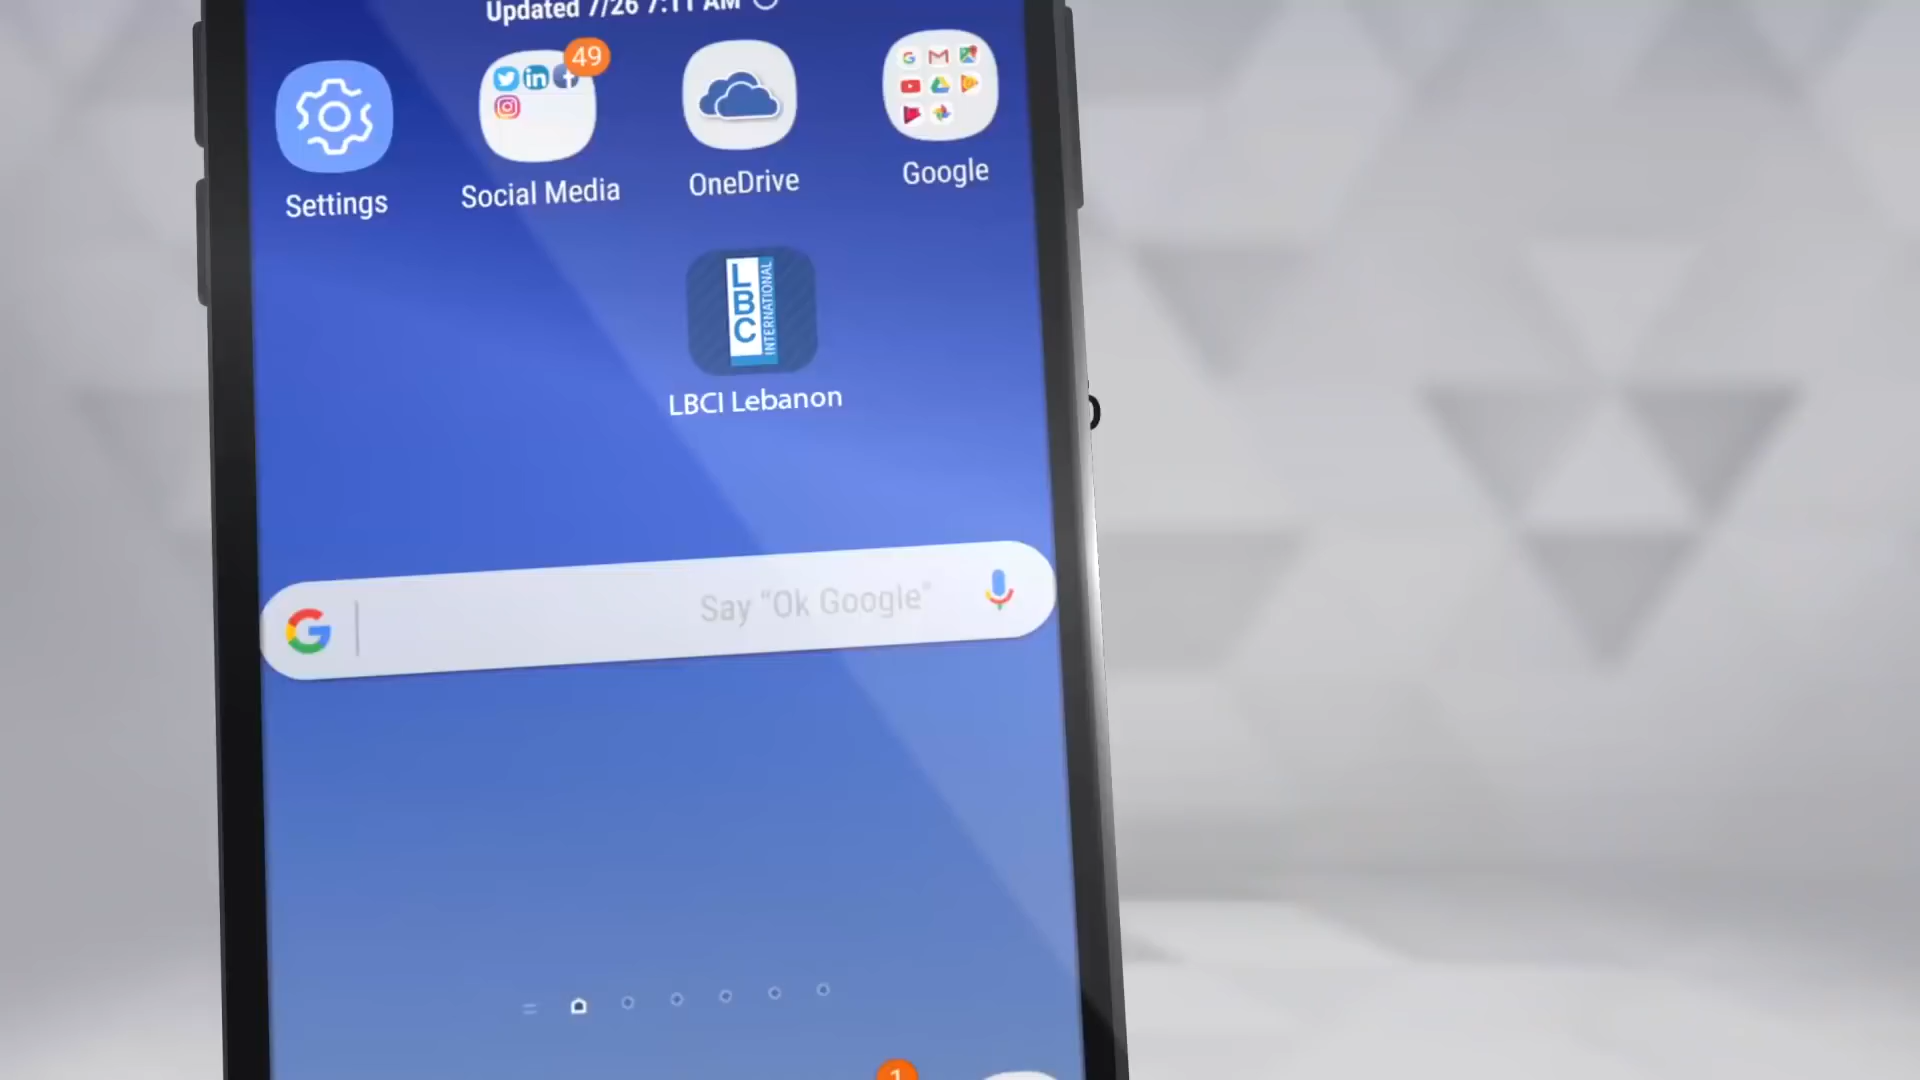 Updated 7/26 7:11 AM
49
Settings
Social Media
OneDrive
Google
LBC
INTERNATIONAL
LBCI Lebanon
Say "Ok Google"
1